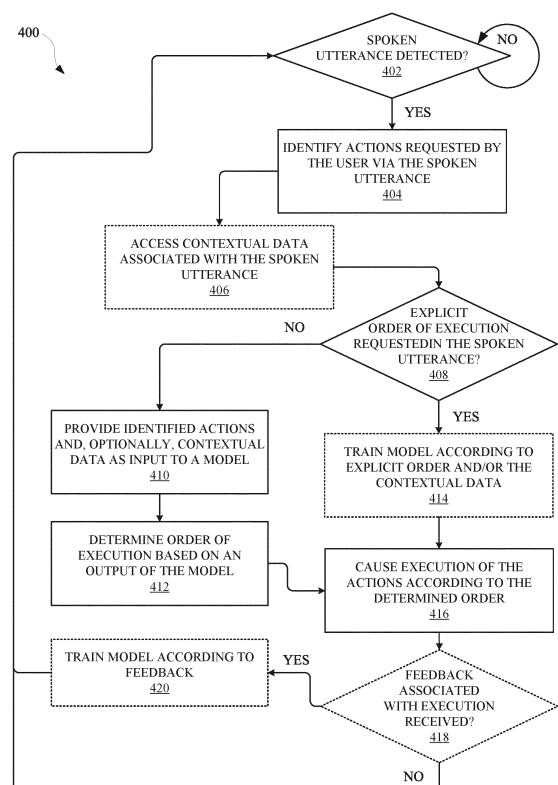 400
SPOKEN
UTTERANCE DETECTED?
402
NO
YES
IDENTIFY ACTIONS REQUESTED BY
THE USER VIA THE SPOKEN
UTTERANCE
404
ACCESS CONTEXTUAL DATA
ASSOCIATED WITH THE SPOKEN
UTTERANCE
406
EXPLICIT
ORDER OF EXECUTION
REQUESTEDIN THE SPOKEN
UTTERANCE?
408
NO
YES
PROVIDE IDENTIFIED ACTIONS
AND, OPTIONALLY, CONTEXTUAL
DATA AS INPUT TO A MODEL
410
TRAIN MODEL ACCORDING TO
EXPLICIT ORDER AND/OR THE
CONTEXTUAL DATA
414
DETERMINE ORDER OF
EXECUTION BASED ON AN
OUTPUT OF THE MODEL
412
CAUSE EXECUTION OF THE
ACTIONS ACCORDING TO THE
DETERMINED ORDER
416
TRAIN MODEL ACCORDING TO
FEEDBACK
420
YES
FEEDBACK
ASSOCIATED
WITH EXECUTION
RECEIVED?
418
NO